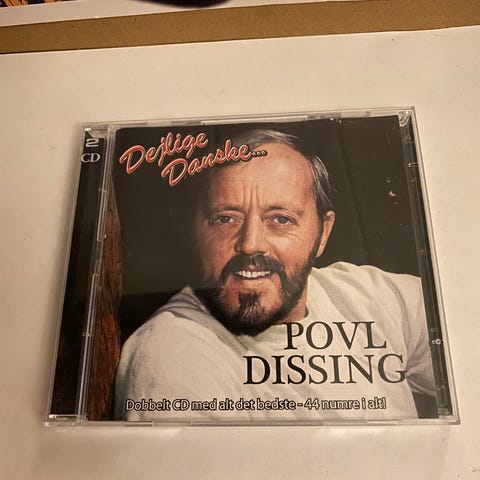 2
CD
Dejlige
Danske...
POVL
DISSING
Dobbelt CD med alt det bedste - 44 numre i alt!